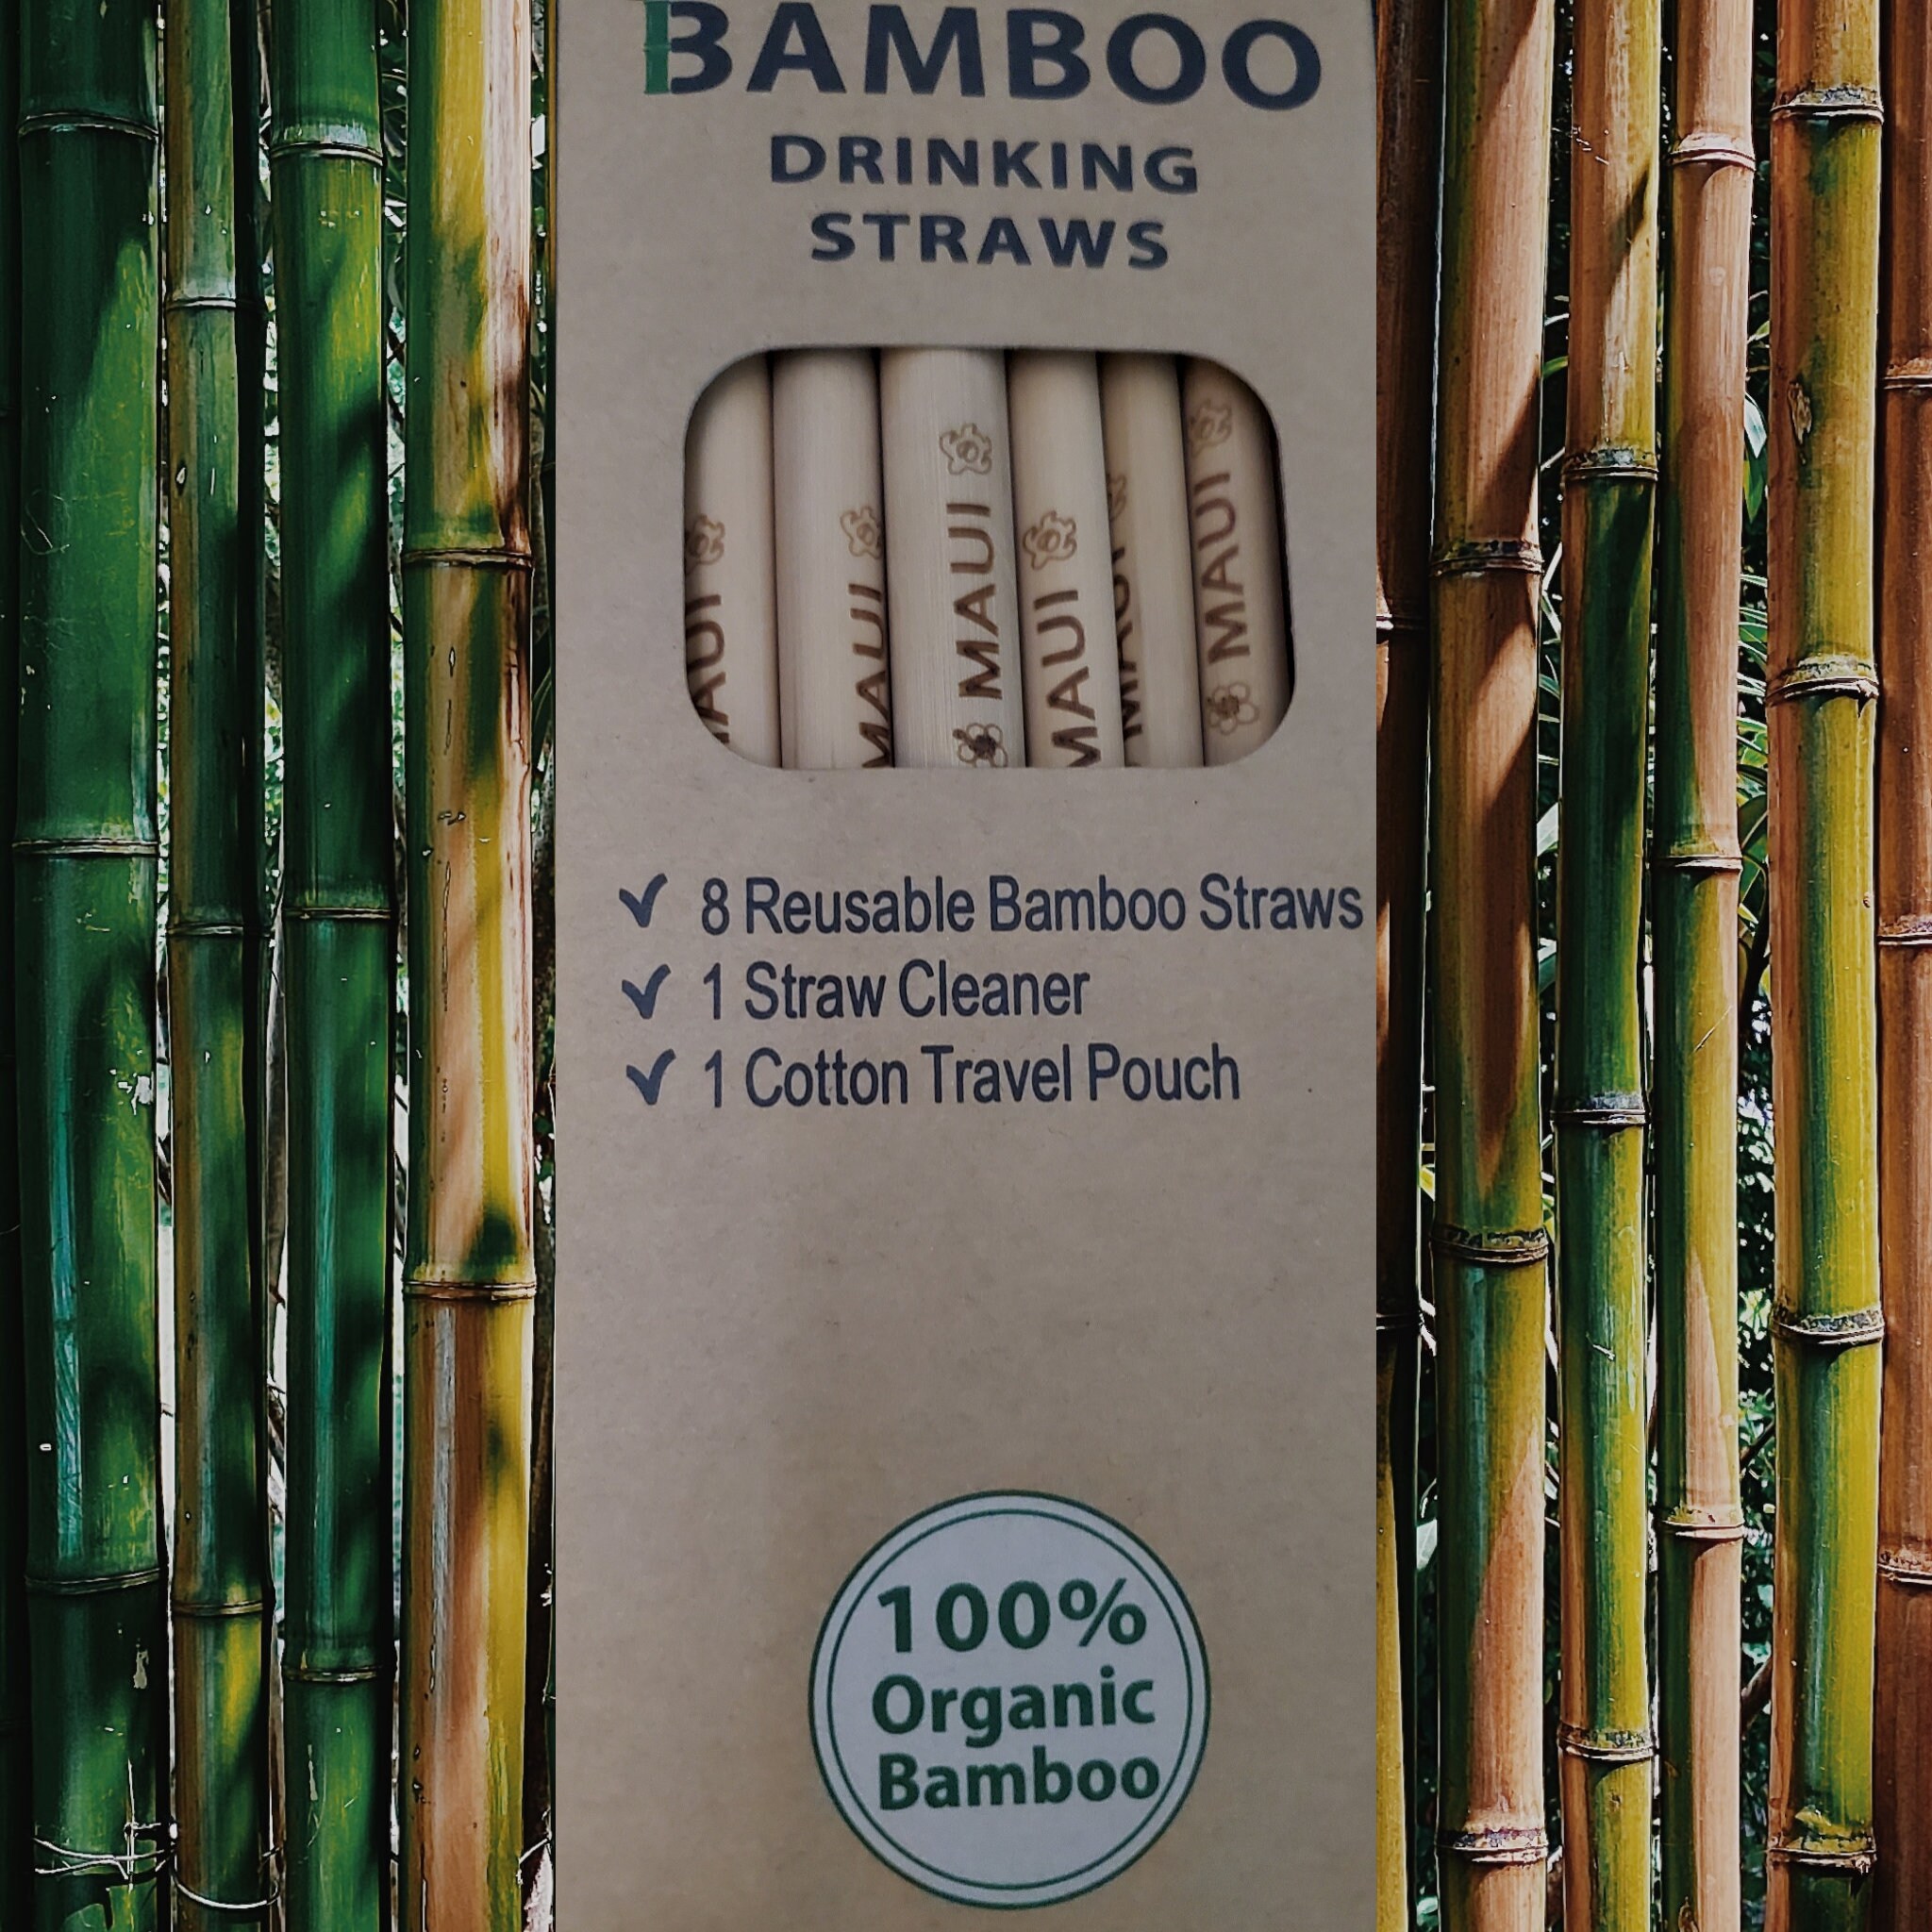 BAMBOO
DRINKING
STRAWS
MAUI MAUI MAUI MAUI MAUI MAUI
✓ 8 Reusable Bamboo Straws
✓ 1 Straw Cleaner
✓ 1 Cotton Travel Pouch
100%
Organic
Bamboo